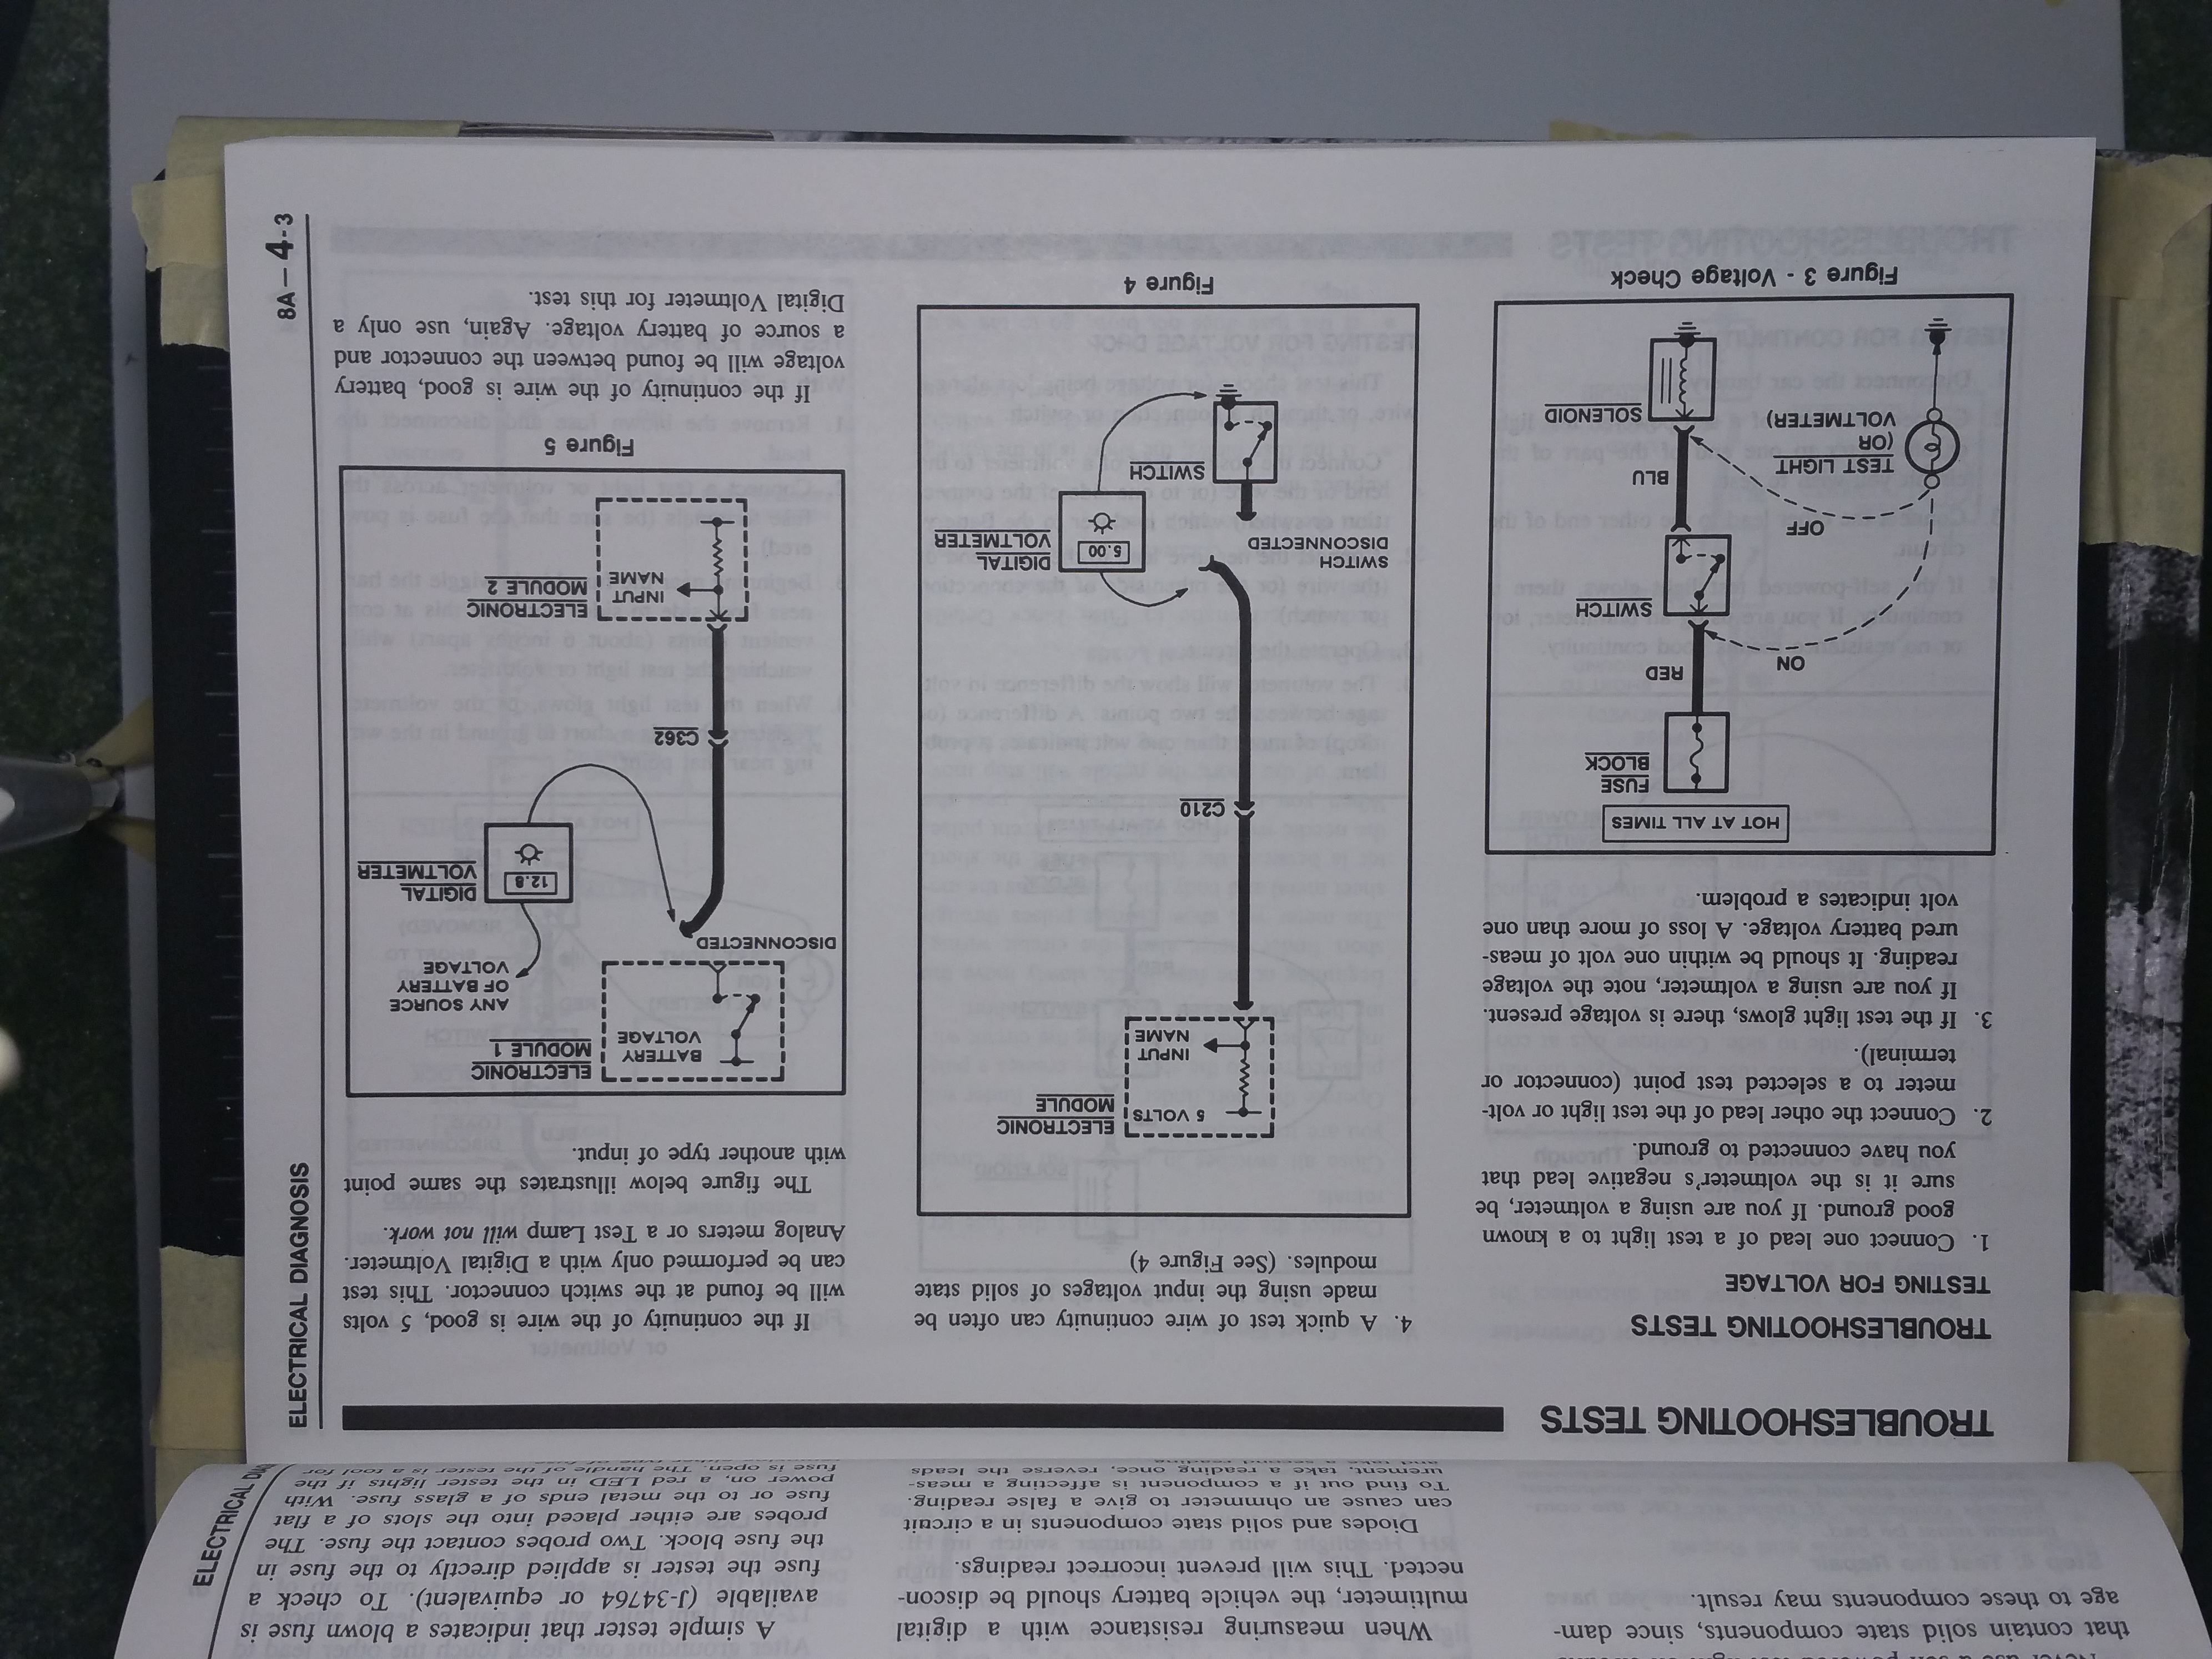 Never use a self-powered test light on circuits
that contain solid state components, since dam-
age to these components may result.
When measuring resistance with a digital
multimeter, the vehicle battery should be discon-
nected. This will prevent incorrect readings.
Diodes and solid state components in a circuit
can cause an ohmmeter to give a false reading.
To find out if a component is affecting a meas-
urement, take a reading once, reverse the leads
and take a second reading.
A simple tester that indicates a blown fuse is
available (J-34764 or equivalent). To check a
fuse the tester is applied directly to the fuse in
the fuse block. Two probes contact the fuse. The
probes are either placed into the slots of a flat
fuse or to the metal ends of a glass fuse. With
power on, a red LED in the tester lights if the
fuse is open. The handle of the tester is a tool for
ELECTRICAL DIAG
TROUBLESHOOTING TESTS
TROUBLESHOOTING TESTS
TESTING FOR VOLTAGE
1. Connect one lead of a test light to a known
good ground. If you are using a voltmeter, be
sure it is the voltmeter's negative lead that
you have connected to ground.
2. Connect the other lead of the test light or volt-
meter to a selected test point (connector or
terminal).
3. If the test light glows, there is voltage present.
If you are using a voltmeter, note the voltage
reading. It should be within one volt of meas-
ured battery voltage. A loss of more than one
volt indicates a problem.
HOT AT ALL TIMES
FUSE
BLOCK
RED
ON
SWITCH
OFF
BLU
TEST LIGHT
(OR
VOLTMETER)
SOLENOID
Figure 3 - Voltage Check
4. A quick test of wire continuity can often be
made using the input voltages of solid state
modules. (See Figure 4)
5 VOLTS
ELECTRONIC
MODULE
INPUT
NAME
C210
SWITCH
DISCONNECTED
DIGITAL
VOLTMETER
5.00
SWITCH
Figure 4
If the continuity of the wire is good, 5 volts
will be found at the switch connector. This test
can be performed only with a Digital Voltmeter.
Analog meters or a Test Lamp will not work.
The figure below illustrates the same point
with another type of input.
BATTERY
VOLTAGE
ELECTRONIC
MODULE 1
ANY SOURCE
OF BATTERY
VOLTAGE
DISCONNECTED
DIGITAL
VOLTMETER
12.8
C362
ELECTRONIC
MODULE 2
INPUT
NAME
Figure 5
If the continuity of the wire is good, battery
voltage will be found between the connector and
a source of battery voltage. Again, use only a
Digital Voltmeter for this test.
ELECTRICAL DIAGNOSIS
8A—4-3